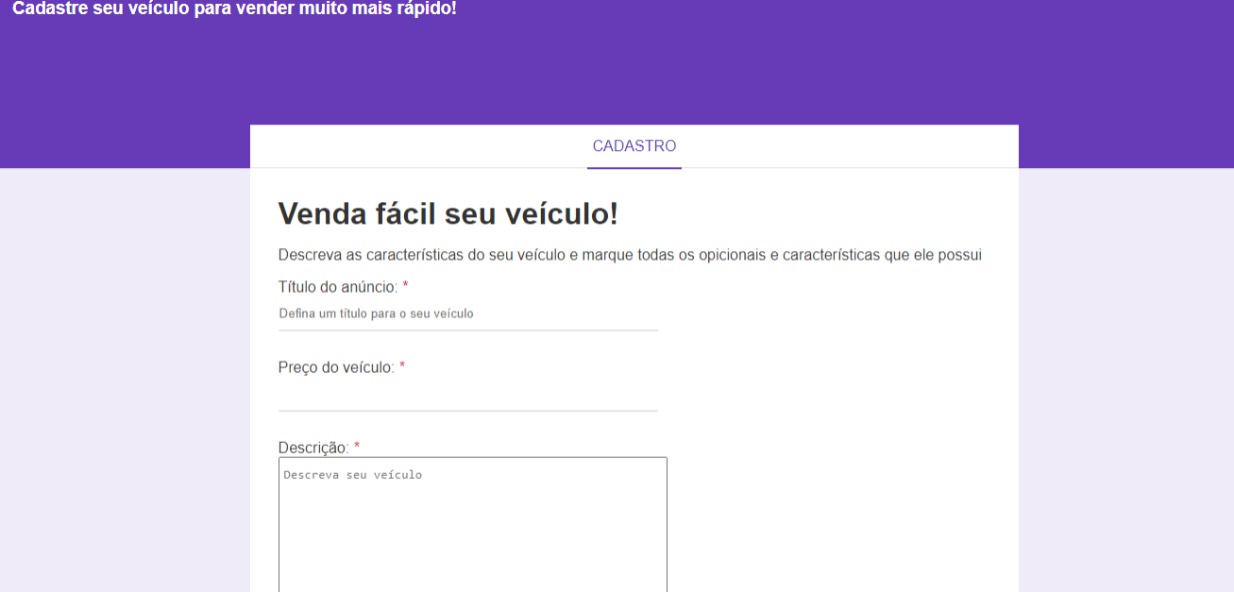 Cadastre seu veículo para vender muito mais rápido!
CADASTRO
Venda fácil seu veículo!
Descreva as características do seu veículo e marque todas os opicionais e características que ele possui
Título do anúncio: *
Defina um título para o seu veículo
Preço do veículo: *
Descrição: *
Descreva seu veículo